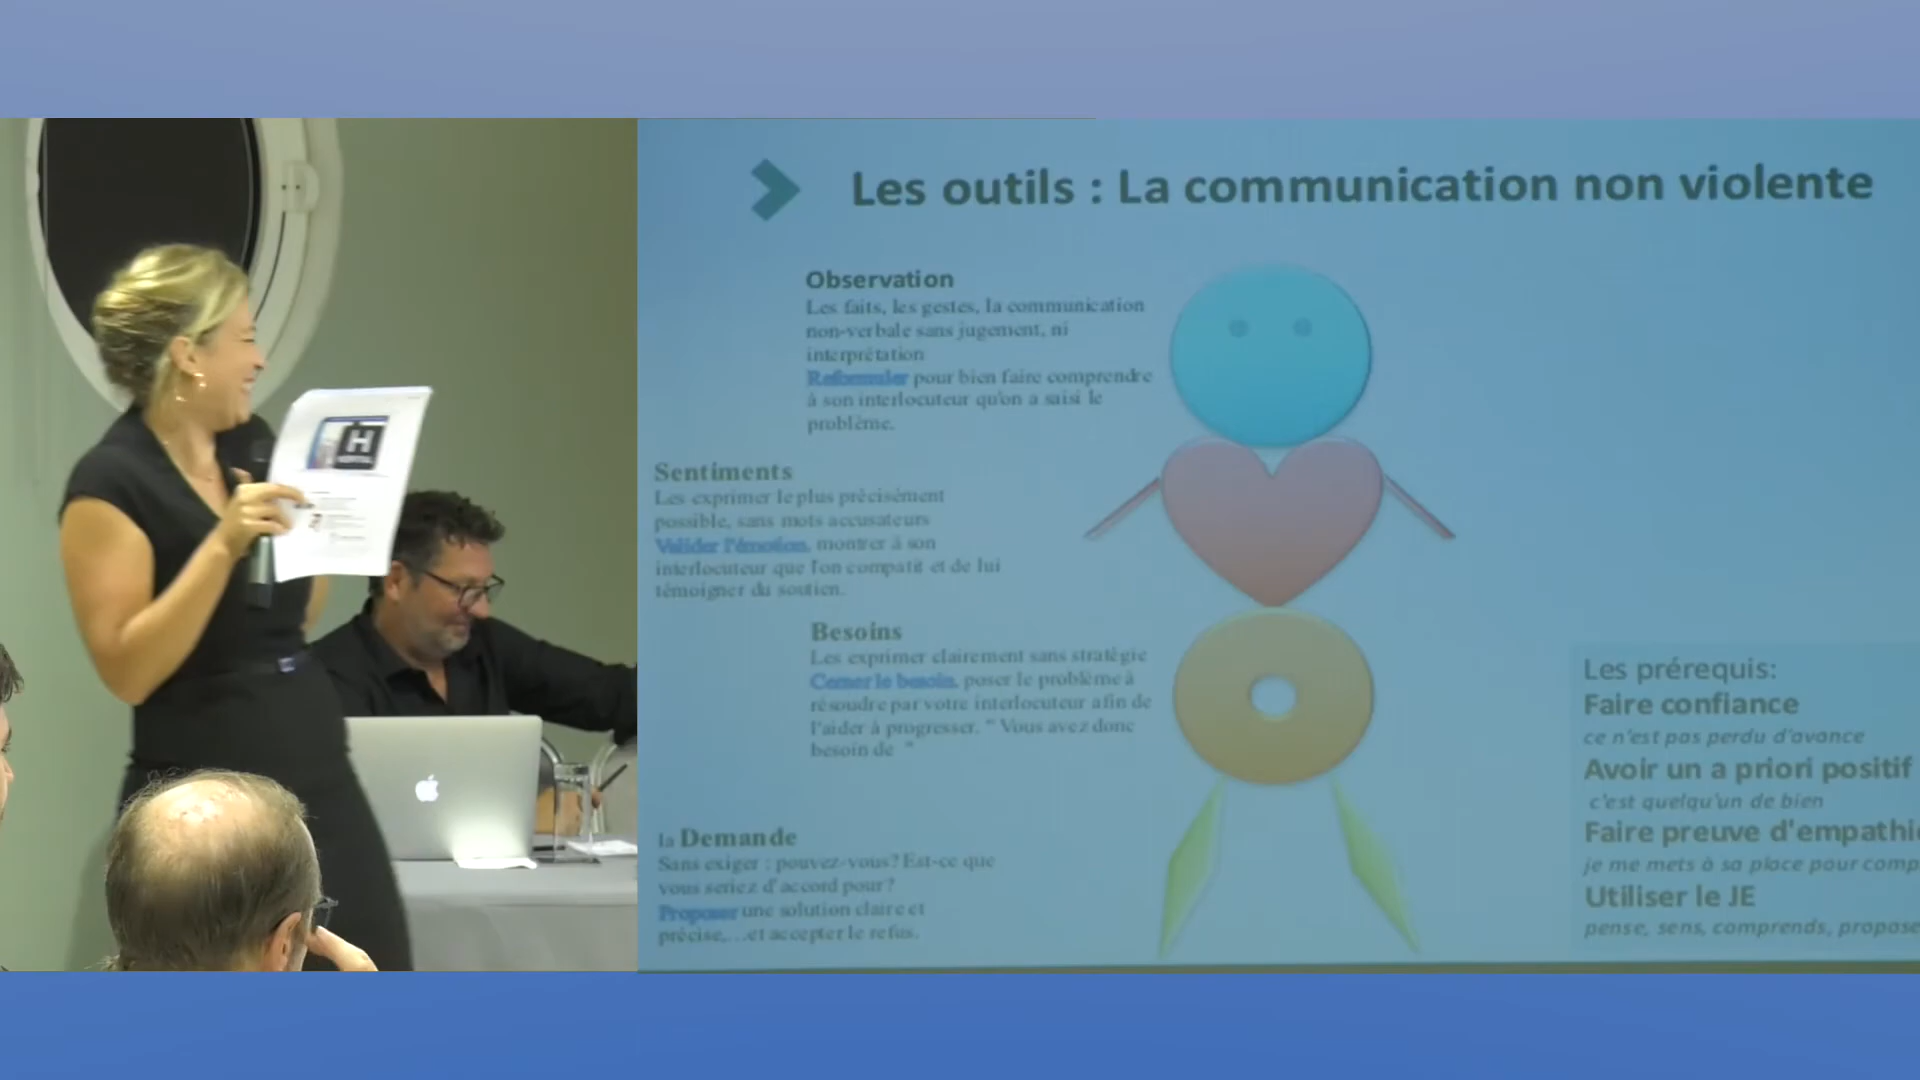 H
Les outils : La communication non violente
Observation
Les faits, les gestes, la communication
non-verbale sans jugement, ni
interprétation
Reformuler pour bien faire comprendre
à son interlocuteur qu'on a saisi le
problème.
Sentiments
Les exprimer le plus précisément
possible, sans mots accusateurs
Valider l'émotion, montrer à son
interlocuteur que l'on compatit et de lui
témoigner du soutien.
Besoins
Les exprimer clairement sans stratégie
Cerner le besoin, poser le problème à
résoudre par votre interlocuteur afin de
l'aider à progresser. " Vous avez donc
besoin de "
la Demande
Sans exiger : pouvez-vous? Est-ce que
vous seriez d'accord pour?
Proposer une solution claire et
précise,...et accepter le refus.
Les prérequis:
Faire confiance
ce n'est pas perdu d'avance
Avoir un a priori positif
c'est quelqu'un de bien
Faire preuve d'empathi
je me mets à sa place pour comp
Utiliser le JE
pense, sens, comprends, propose